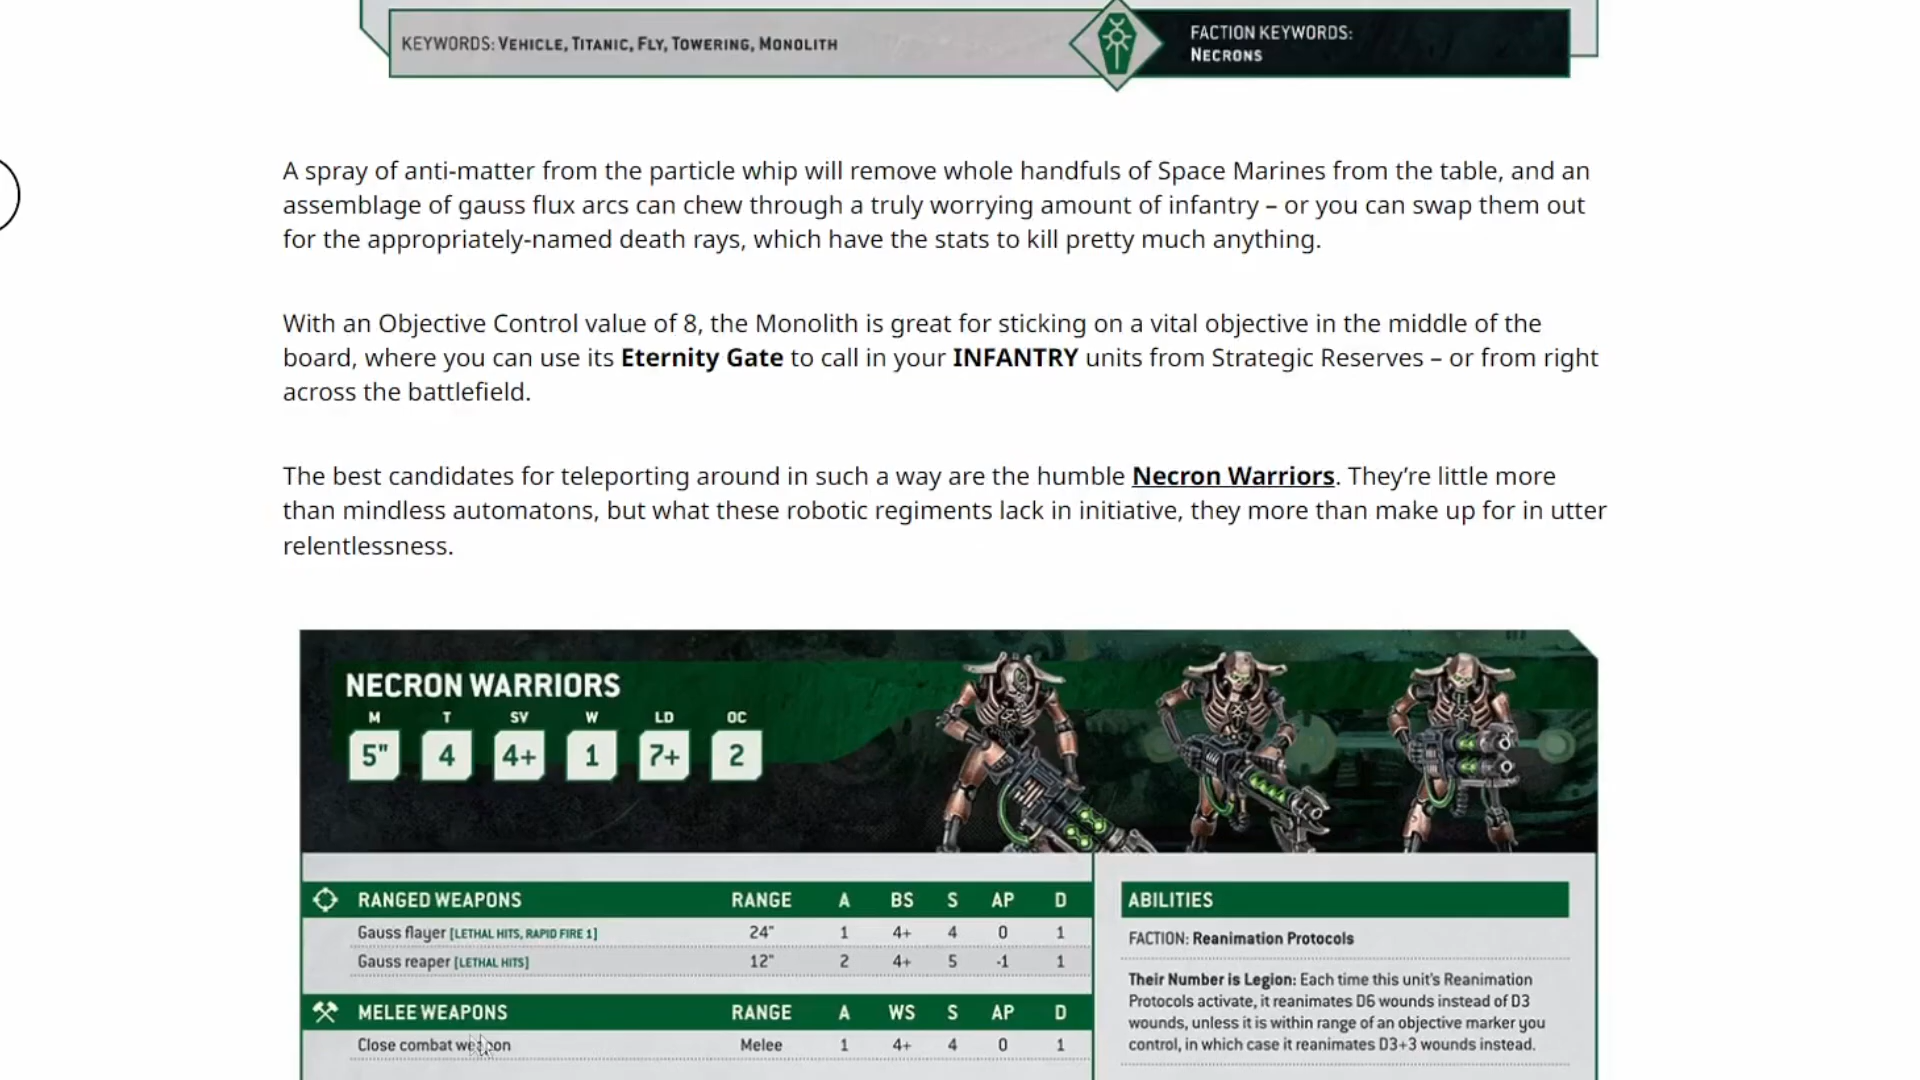 KEYWORDS: VEHICLE, TITANIC, FLY, TOWERING, MONOLITH
FACTION KEYWORDS:
NECRONS
A spray of anti-matter from the particle whip will remove whole handfuls of Space Marines from the table, and an
assemblage of gauss flux arcs can chew through a truly worrying amount of infantry – or you can swap them out
for the appropriately-named death rays, which have the stats to kill pretty much anything.
With an Objective Control value of 8, the Monolith is great for sticking on a vital objective in the middle of the
board, where you can use its Eternity Gate to call in your INFANTRY units from Strategic Reserves – or from right
across the battlefield.
The best candidates for teleporting around in such a way are the humble Necron Warriors. They’re little more
than mindless automatons, but what these robotic regiments lack in initiative, they more than make up for in utter
relentlessness.
NECRON WARRIORS
M T SV W LD OC
5" 4 4+ 1 7+ 2
RANGED WEAPONS RANGE A BS S AP D
Gauss flayer [LETHAL HITS, RAPID FIRE 1] 24" 1 4+ 4 0 1
Gauss reaper [LETHAL HITS] 12" 2 4+ 5 -1 1
MELEE WEAPONS RANGE A WS S AP D
Close combat weapon Melee 1 4+ 4 0 1
ABILITIES
FACTION: Reanimation Protocols
Their Number is Legion: Each time this unit's Reanimation
Protocols activate, it reanimates D6 wounds instead of D3
wounds, unless it is within range of an objective marker you
control, in which case it reanimates D3+3 wounds instead.